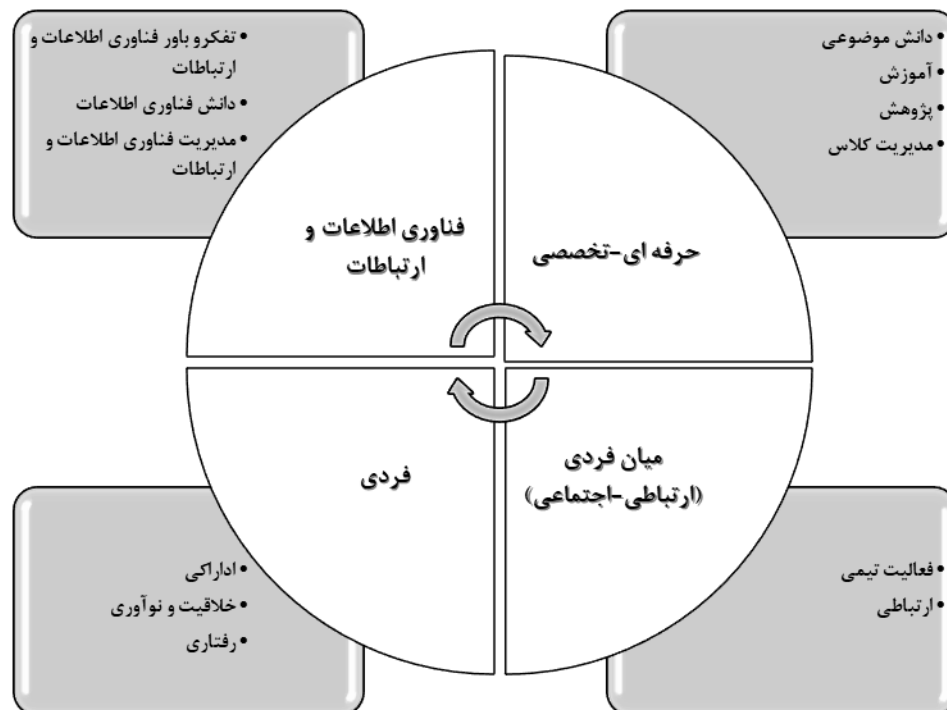 • دانش موضوعی
• آموزش
• پژوهش
• مدیریت کلاس
• تفکرو باور فناوری اطلاعات و
ارتباطات
• دانش فناوری اطلاعات
• مدیریت فناوری اطلاعات و
ارتباطات
حرفه ای-تخصصی
فناوری اطلاعات و
ارتباطات
میان فردی
(ارتباطی-اجتماعی)
فردی
• فعالیت تیمی
• ارتباطی
• اداراکی
• خلاقیت و نوآوری
• رفتاری